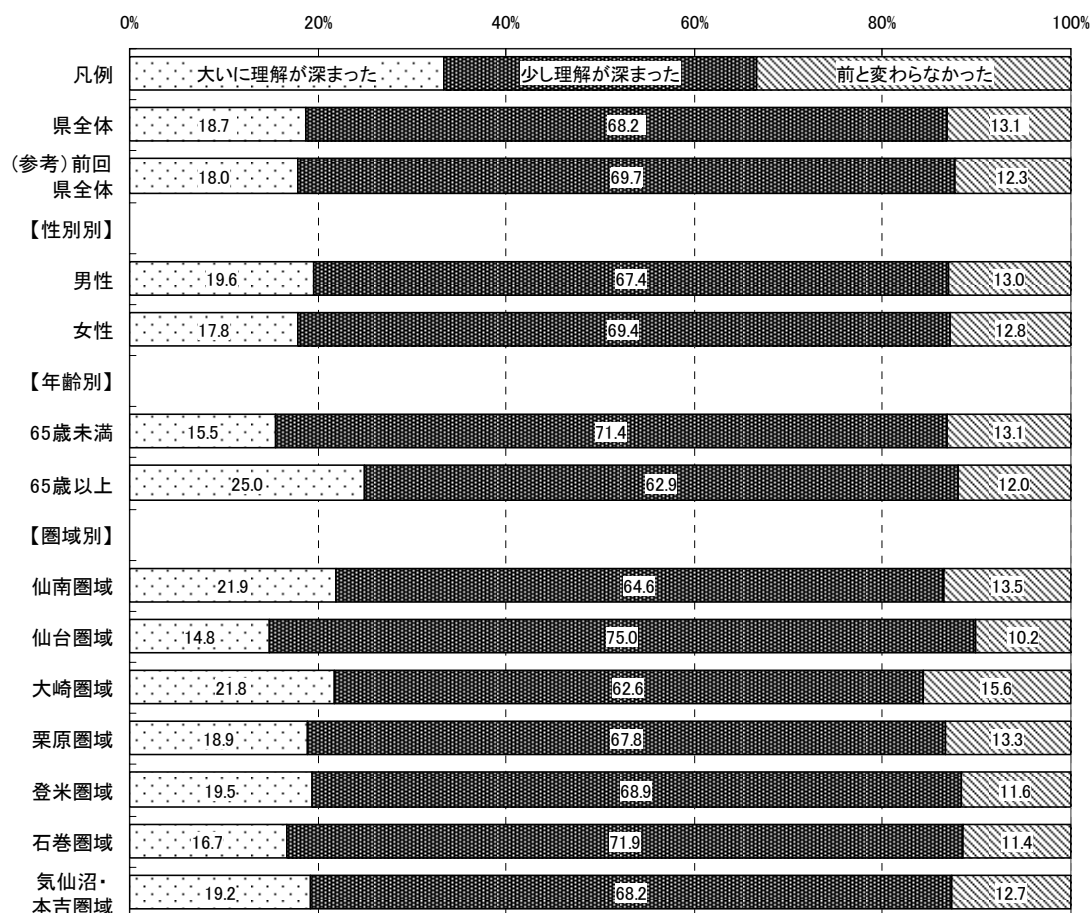 0% 20% 40% 60% 80% 100%
凡例 大いに理解が深まった 少し理解が深まった 前と変わらなかった
県全体 18.7 68.2 13.1
(参考)前回
県全体 18.0 69.7 12.3
【性別別】
男性 19.6 67.4 13.0
女性 17.8 69.4 12.8
【年齢別】
65歳未満 15.5 71.4 13.1
65歳以上 25.0 62.9 12.0
【圏域別】
仙南圏域 21.9 64.6 13.5
仙台圏域 14.8 75.0 10.2
大崎圏域 21.8 62.6 15.6
栗原圏域 18.9 67.8 13.3
登米圏域 19.5 68.9 11.6
石巻圏域 16.7 71.9 11.4
気仙沼・
本吉圏域 19.2 68.2 12.7